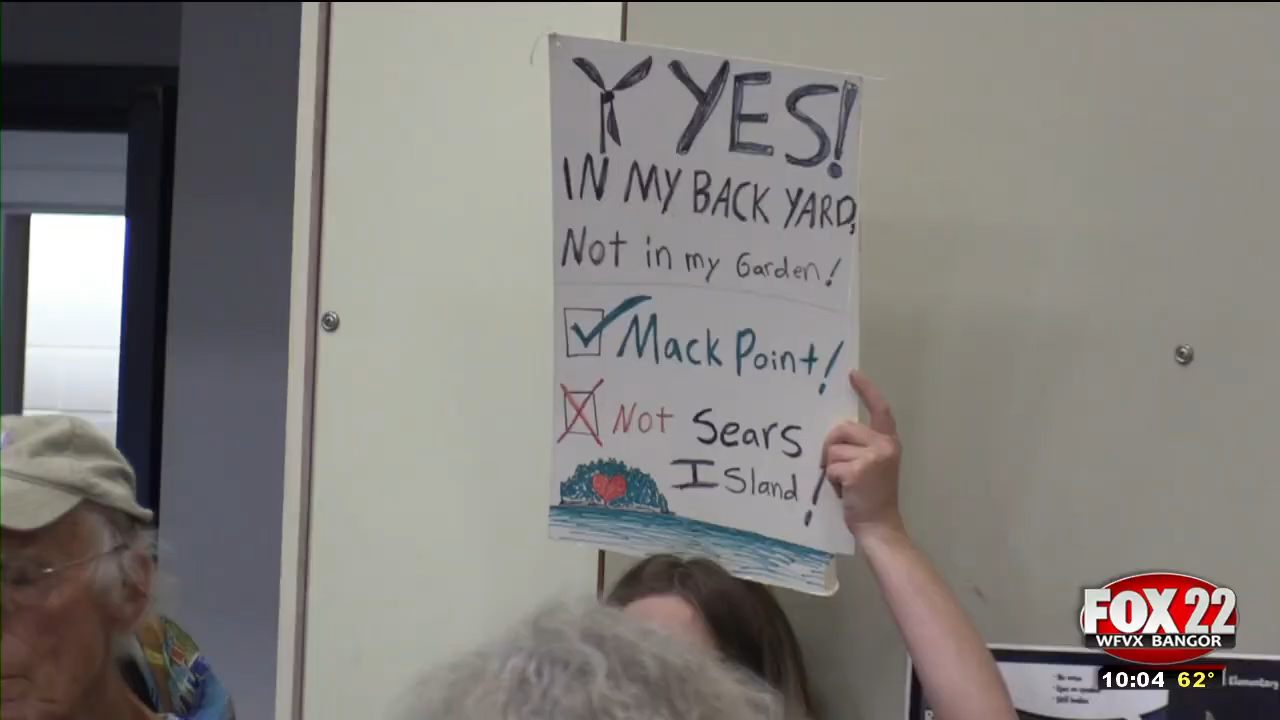 YES!
IN MY BACK YARD,
Not in my Garden!
Mack Point!
Not Sears
Island!
FOX 22
WFVX BANGOR
10:04 62°
Elementary